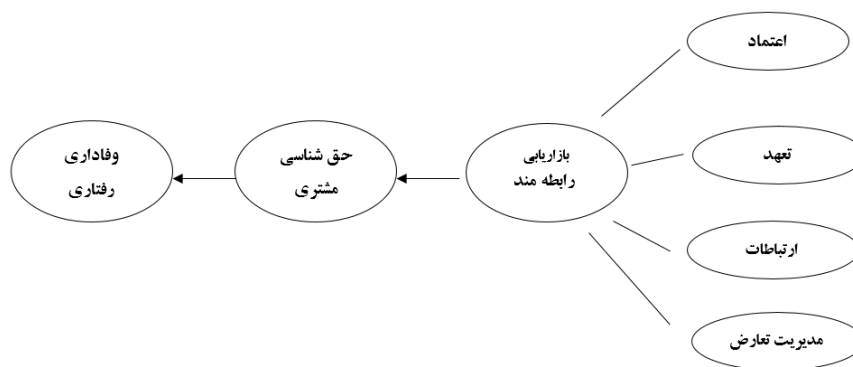 اعتماد
تعهد
ارتباطات
مدیریت تعارض
بازاریابی
رابطه مند
حق شناسی
مشتری
وفاداری
رفتاری